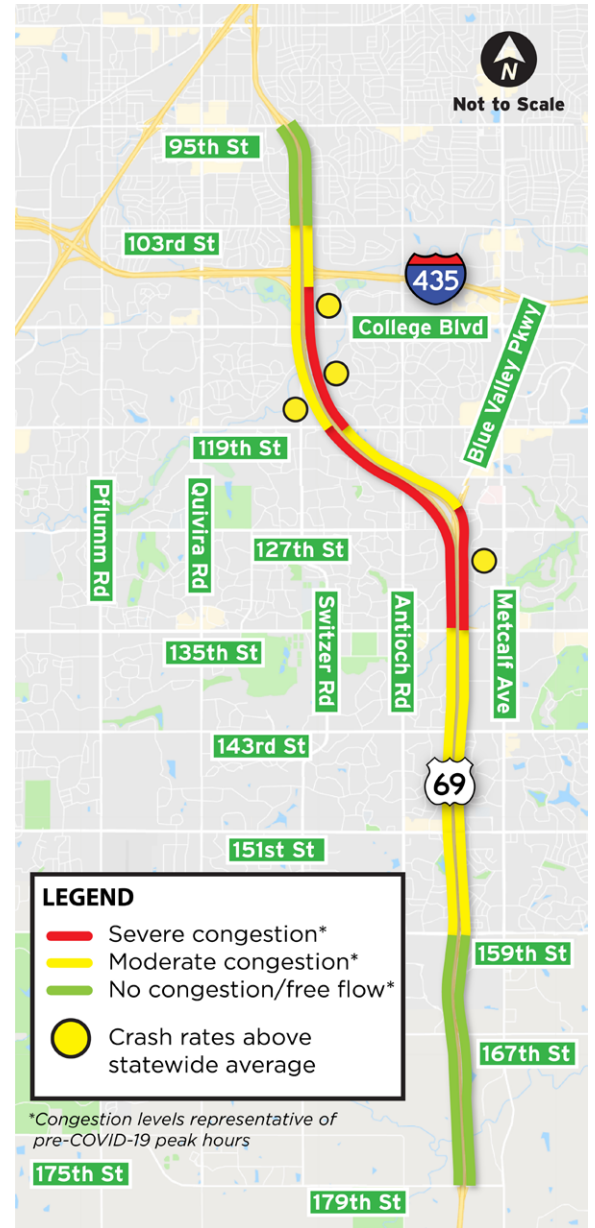 N
Not to Scale
95th St
103rd St
435
College Blvd
Blue Valley Pkwy
119th St
Pflumm Rd
Quivira Rd
127th St
Switzer Rd
Antioch Rd
Metcalf Ave
135th St
143rd St
69
151st St
LEGEND
Severe congestion*
Moderate congestion*
No congestion/free flow*
Crash rates above
statewide average
159th St
167th St
*Congestion levels representative of
pre-COVID-19 peak hours
175th St
179th St